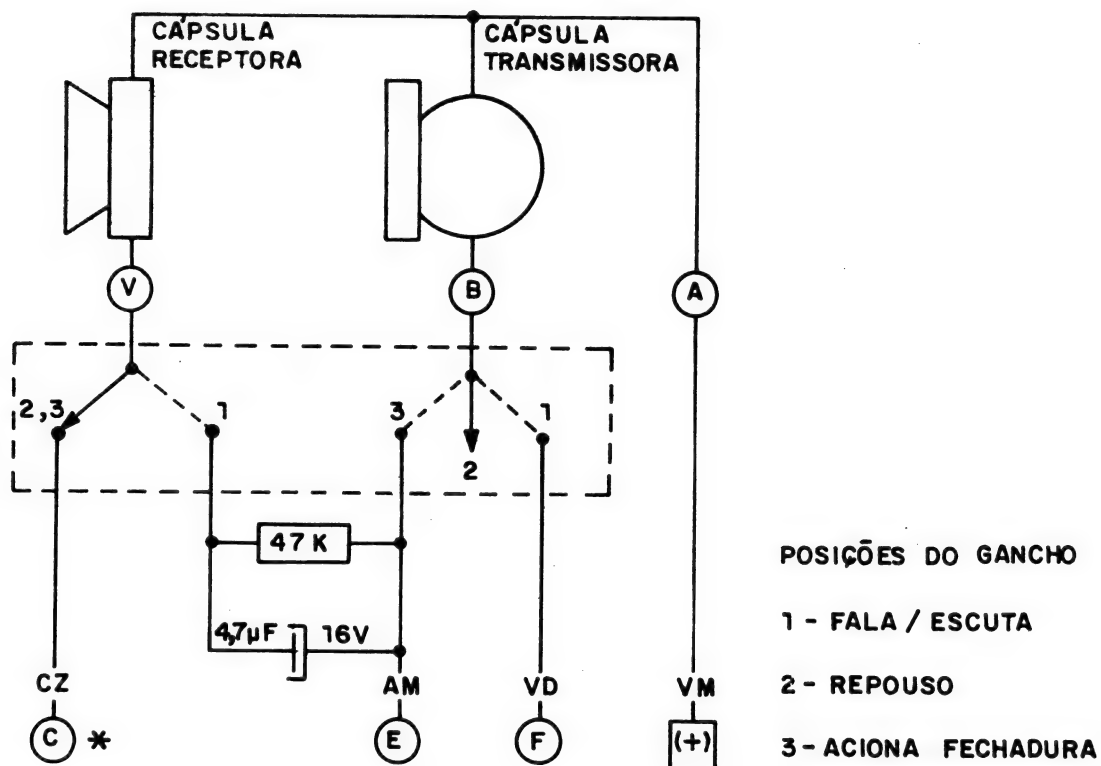 CÁPSULA
RECEPTORA
CÁPSULA
TRANSMISSORA
V
B
A
2,3
1
3
2
1
47 K
4,7µF
16V
CZ
AM
VD
VM
C *
E
F
(+)
POSIÇÕES DO GANCHO
1 - FALA / ESCUTA
2 - REPOUSO
3 - ACIONA FECHADURA